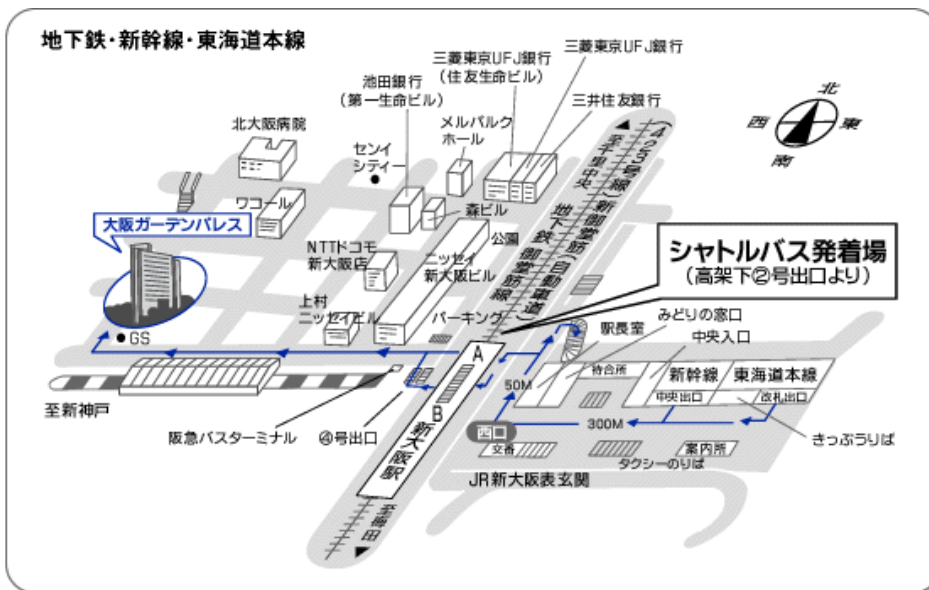 地下鉄・新幹線・東海道本線
三菱東京UFJ銀行
三菱東京UFJ銀行
(住友生命ビル)
池田銀行
(第一生命ビル)
三井住友銀行
メルパルク
ホール
北大阪病院
センイ
シティー
ワコール
森ビル
公園
大阪ガーデンパレス
NTTドコモ
新大阪店
ニッセイ
新大阪ビル
上村
ニッセイビル
パーキング
GS
至新神戸
阪急バスターミナル
④号出口
北
西
東
南
至千里中央
(423号線)新御堂筋(自動車道)
地下鉄 御堂筋線
シャトルバス発着場
(高架下②号出口より)
みどりの窓口
駅長室
中央入口
待合所
新幹線
東海道本線
中央出口
改札出口
50M
300M
きっぷうりば
西口
交番
案内所
タクシーのりば
JR新大阪表玄関
A
B
新大阪駅
至梅田